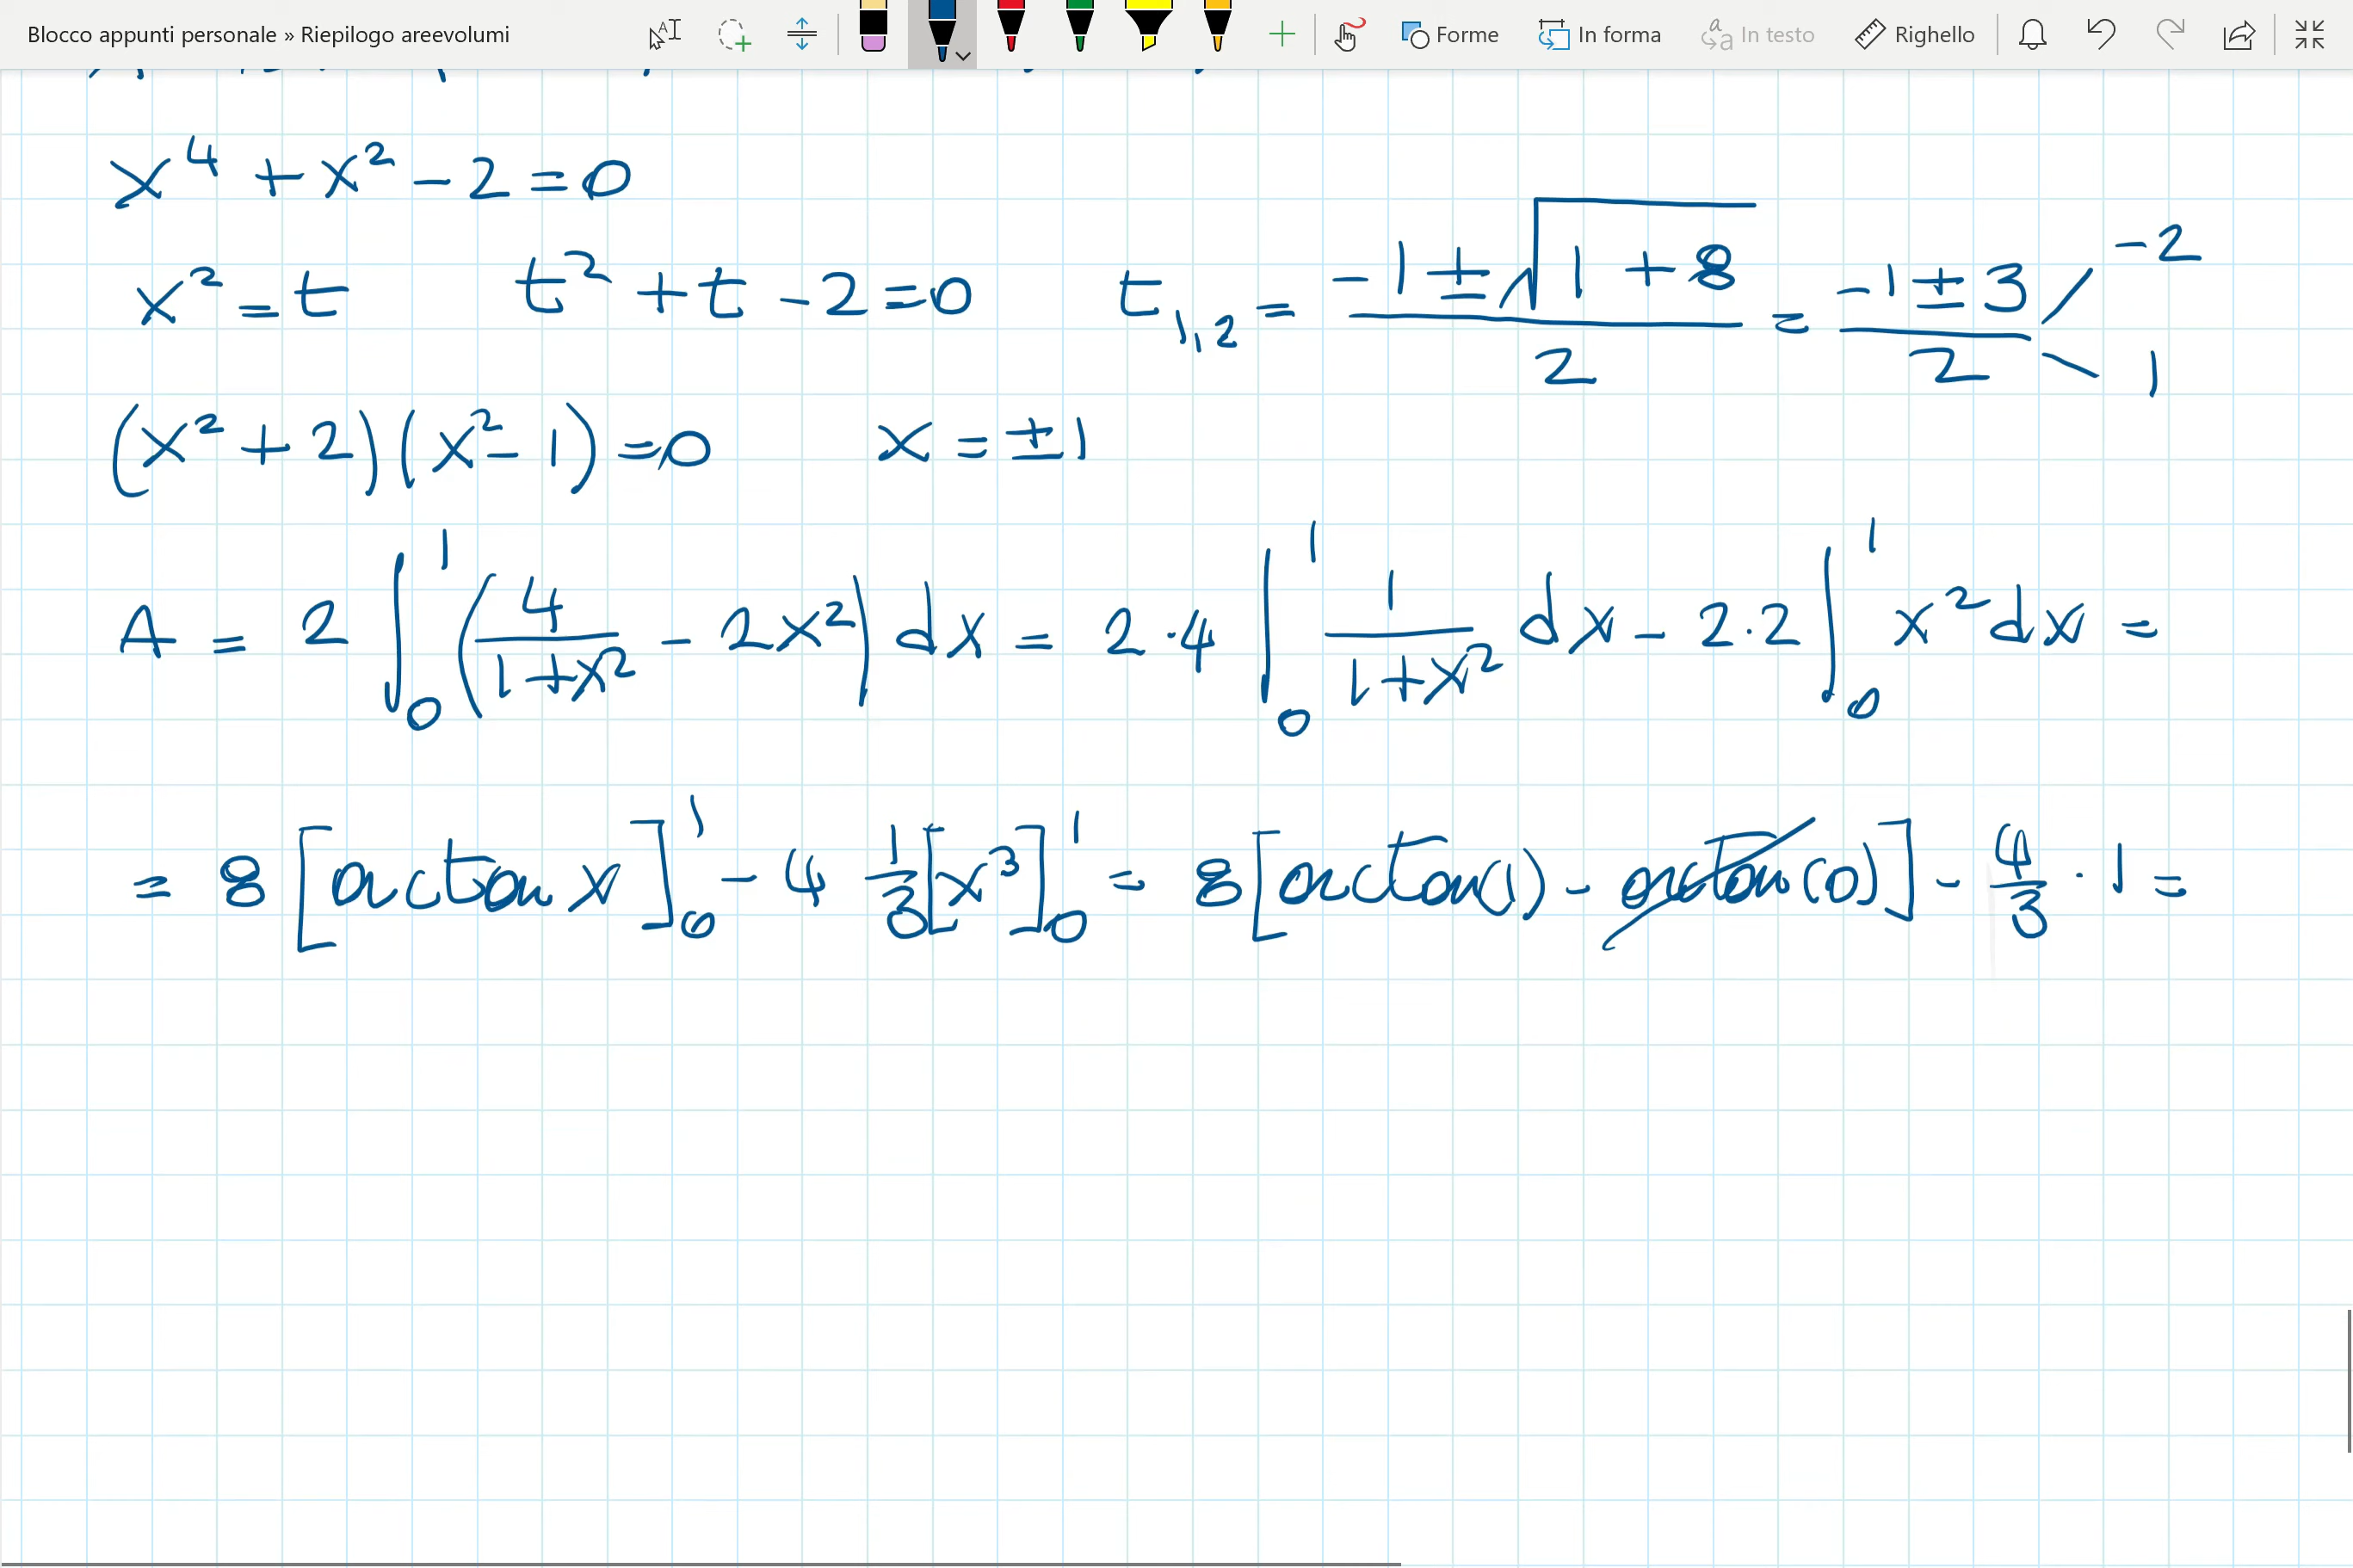 Blocco appunti personale » Riepilogo areevolumi Forme In forma In testo Righello
x⁴ + x² - 2 = 0
x² = t t² + t - 2 = 0 t₁,₂ = (-1 ± √(1 + 8))/2 = (-1 ± 3)/2 -2 1
(x² + 2)(x² - 1) = 0 x = ±1
A = 2 ∫₀¹ (4/(1+x²) - 2x²) dx = 2·4 ∫₀¹ 1/(1+x²) dx - 2·2 ∫₀¹ x² dx =
= 8 [arctan x]₀¹ - 4 1/3 [x³]₀¹ = 8 [arctan(1) - arctan(0)] - 4/3 · 1 =